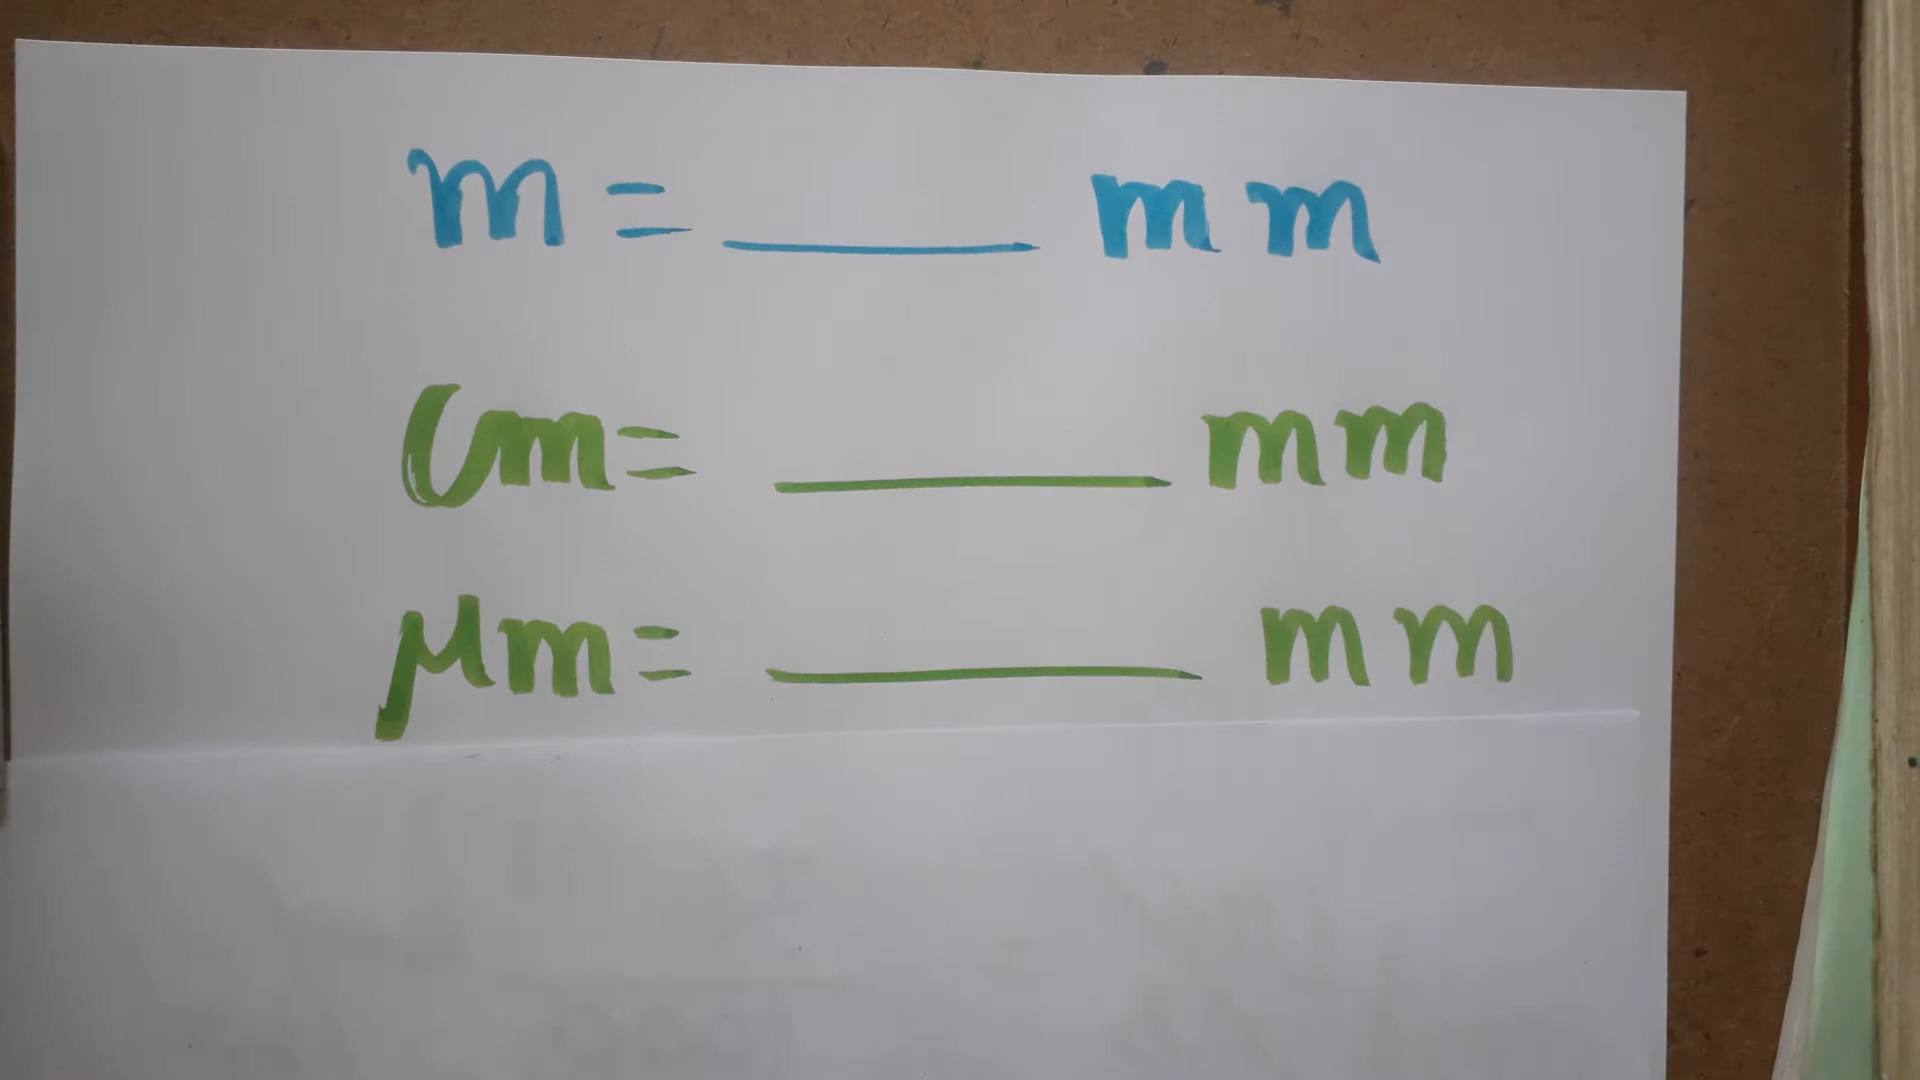 m = ______ mm
cm = ______ mm
μm = ______ mm